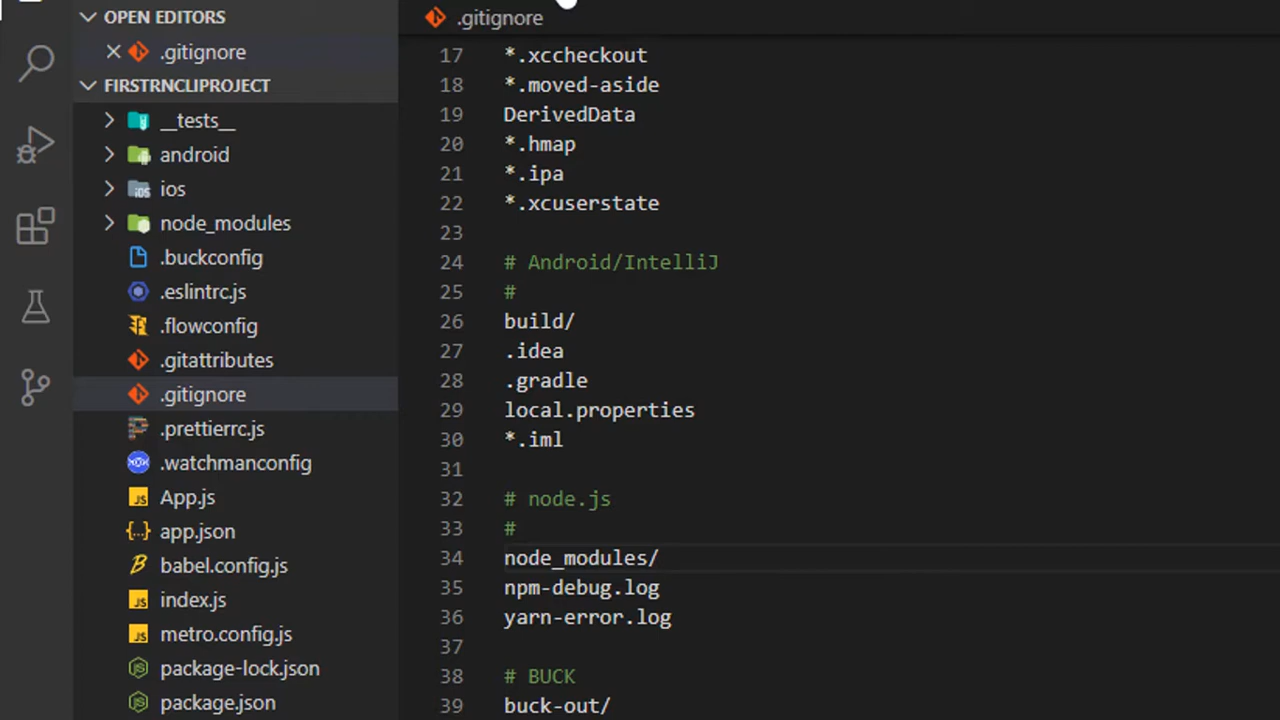 OPEN EDITORS
.gitignore
FIRSTRNCLIPROJECT
__tests__
android
ios
node_modules
.buckconfig
.eslintrc.js
.flowconfig
.gitattributes
.gitignore
.prettierrc.js
.watchmanconfig
App.js
app.json
babel.config.js
index.js
metro.config.js
package-lock.json
package.json
.gitignore
17 *.xccheckout
18 *.moved-aside
19 DerivedData
20 *.hmap
21 *.ipa
22 *.xcuserstate
23
24 # Android/IntelliJ
25 #
26 build/
27 .idea
28 .gradle
29 local.properties
30 *.iml
31
32 # node.js
33 #
34 node_modules/
35 npm-debug.log
36 yarn-error.log
37
38 # BUCK
39 buck-out/